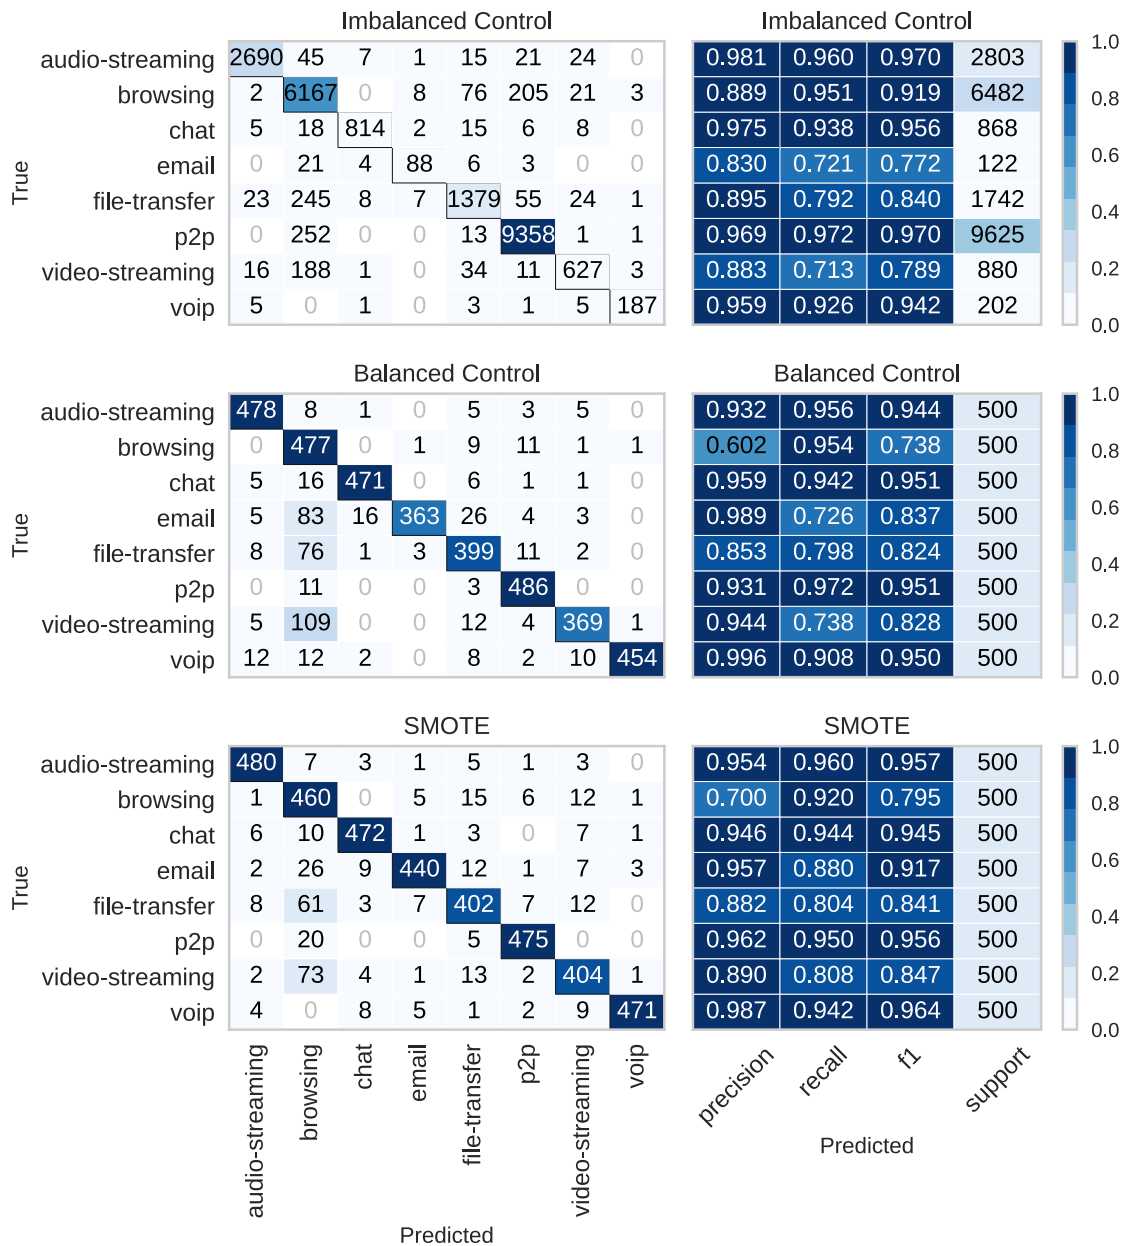 Imbalanced Control Imbalanced Control
audio-streaming 2690 45 7 1 15 21 24 0 0.981 0.960 0.970 2803 1.0
browsing 2 6167 0 8 76 205 21 3 0.889 0.951 0.919 6482 0.8
chat 5 18 814 2 15 6 8 0 0.975 0.938 0.956 868
email 0 21 4 88 6 3 0 0 0.830 0.721 0.772 122 0.6
True
file-transfer 23 245 8 7 1379 55 24 1 0.895 0.792 0.840 1742 0.4
p2p 0 252 0 0 13 9358 1 1 0.969 0.972 0.970 9625
video-streaming 16 188 1 0 34 11 627 3 0.883 0.713 0.789 880 0.2
voip 5 0 1 0 3 1 5 187 0.959 0.926 0.942 202 0.0
Balanced Control Balanced Control
audio-streaming 478 8 1 0 5 3 5 0 0.932 0.956 0.944 500 1.0
browsing 0 477 0 1 9 11 1 1 0.602 0.954 0.738 500 0.8
chat 5 16 471 0 6 1 1 0 0.959 0.942 0.951 500
email 5 83 16 363 26 4 3 0 0.989 0.726 0.837 500 0.6
True
file-transfer 8 76 1 3 399 11 2 0 0.853 0.798 0.824 500 0.4
p2p 0 11 0 0 3 486 0 0 0.931 0.972 0.951 500
video-streaming 5 109 0 0 12 4 369 1 0.944 0.738 0.828 500 0.2
voip 12 12 2 0 8 2 10 454 0.996 0.908 0.950 500 0.0
SMOTE SMOTE
audio-streaming 480 7 3 1 5 1 3 0 0.954 0.960 0.957 500 1.0
browsing 1 460 0 5 15 6 12 1 0.700 0.920 0.795 500 0.8
chat 6 10 472 1 3 0 7 1 0.946 0.944 0.945 500
email 2 26 9 440 12 1 7 3 0.957 0.880 0.917 500 0.6
True
file-transfer 8 61 3 7 402 7 12 0 0.882 0.804 0.841 500 0.4
p2p 0 20 0 0 5 475 0 0 0.962 0.950 0.956 500
video-streaming 2 73 4 1 13 2 404 1 0.890 0.808 0.847 500 0.2
voip 4 0 8 5 1 2 9 471 0.987 0.942 0.964 500 0.0
audio-streaming browsing chat email file-transfer p2p video-streaming voip precision recall f1 support
Predicted
Predicted